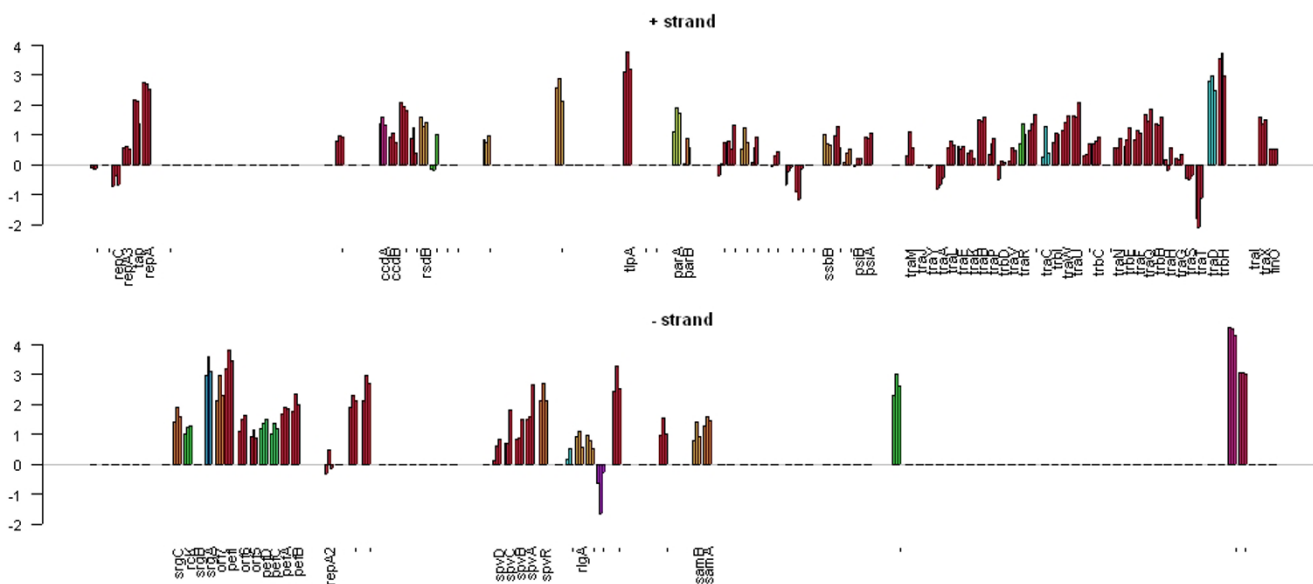 + strand
4
3
2
1
0
-1
-2
repC
repA3
tap
repA
ccdA
ccdB
rsdB
tlpA
parA
parB
ssbB
psiB
psiA
traM
traJ
traY
traA
traL
traE
traK
traB
traP
trbD
traV
traR
traC
trbI
traW
traU
trbC
traN
trbE
traF
traQ
trbB
traH
traG
traS
traT
traD
trbH
traI
traX
finO
- strand
4
3
2
1
0
-1
-2
srgC
rck
srgB
srgA
orf7
pefI
orf6
orf5
pefD
pefC
pefA
pefB
repA2
spvD
spvC
spvB
spvA
spvR
rlgA
samB
samA